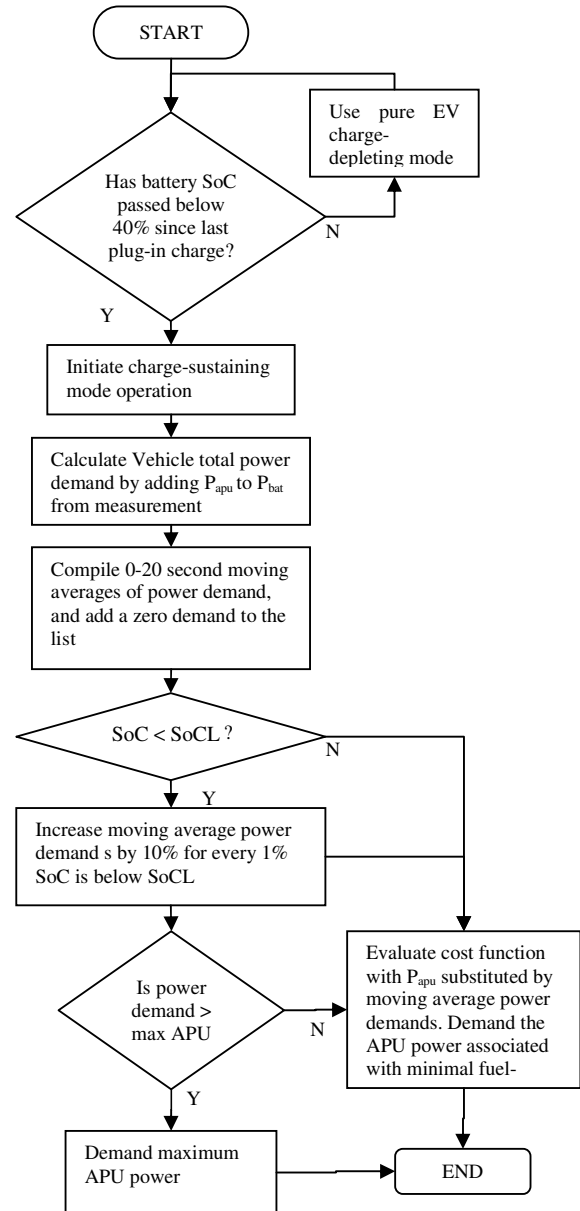 START
Use pure EV
charge-
depleting mode
Has battery SoC
passed below
40% since last
plug-in charge?
N
Y
Initiate charge-sustaining
mode operation
Calculate Vehicle total power
demand by adding Papu to Pbat
from measurement
Compile 0-20 second moving
averages of power demand,
and add a zero demand to the
list
SoC < SoCL ?
N
Y
Increase moving average power
demand s by 10% for every 1%
SoC is below SoCL
Is power
demand >
max APU
N
Y
Evaluate cost function
with Papu substituted by
moving average power
demands. Demand the
APU power associated
with minimal fuel-
Demand maximum
APU power
END